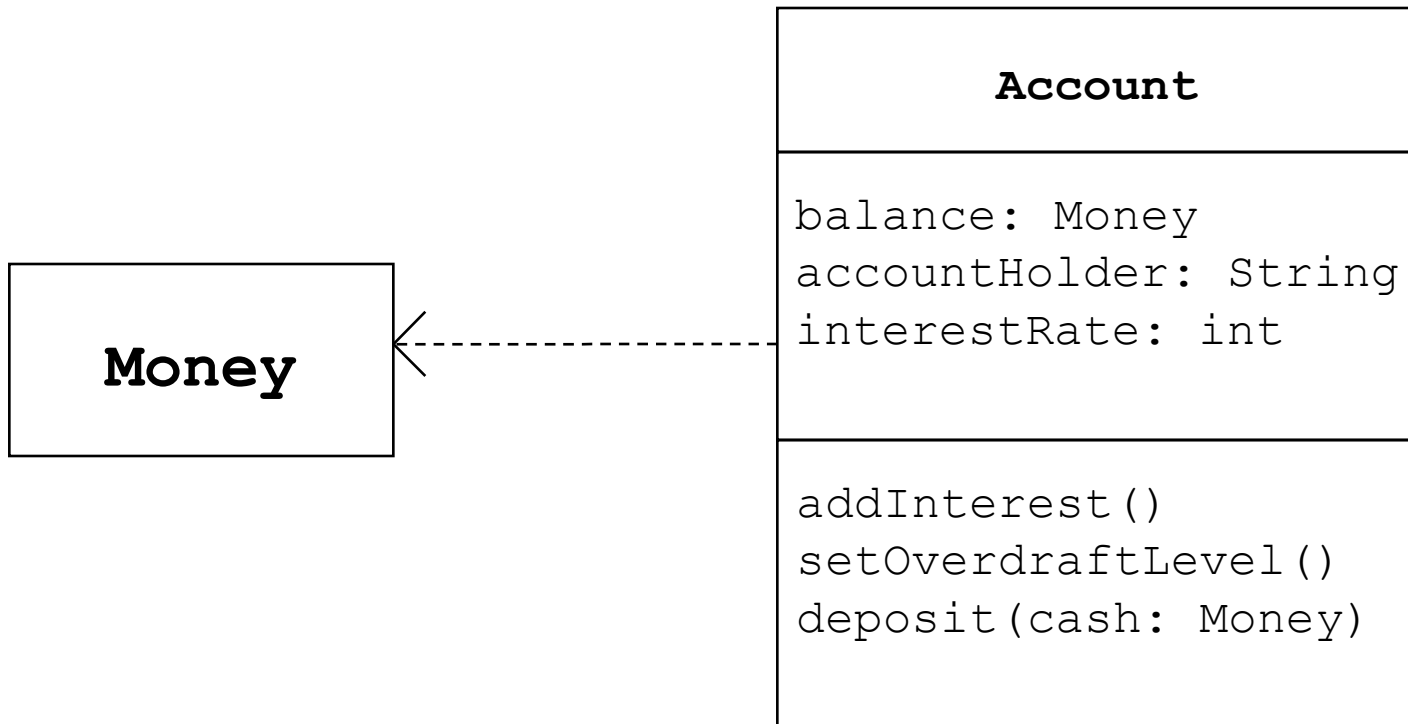 Account
balance: Money
accountHolder: String
interestRate: int
Money
addInterest()
setOverdraftLevel()
deposit(cash: Money)